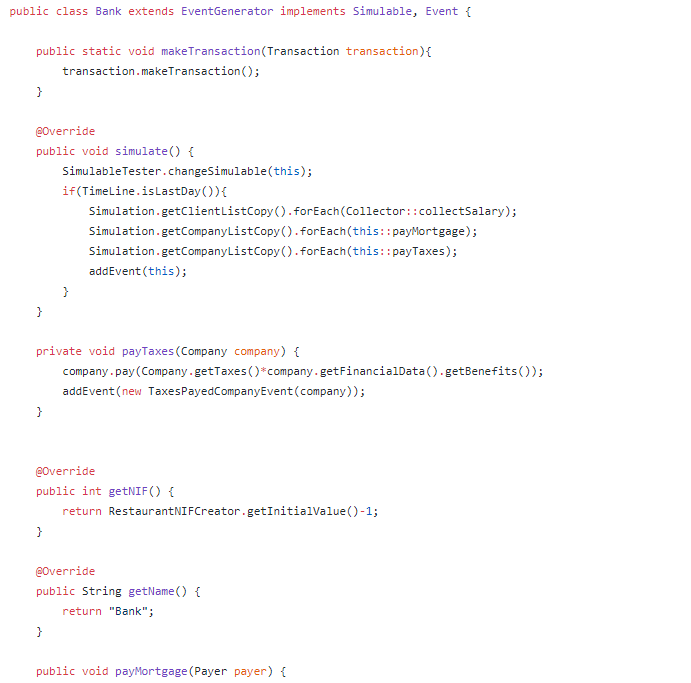 public class Bank extends EventGenerator implements Simulable, Event {
public static void makeTransaction(Transaction transaction){
transaction.makeTransaction();
}
@Override
public void simulate() {
SimulableTester.changeSimulable(this);
if(TimeLine.isLastDay()){
Simulation.getClientListCopy().forEach(Collector::collectSalary);
Simulation.getCompanyListCopy().forEach(this::payMortgage);
Simulation.getCompanyListCopy().forEach(this::payTaxes);
addEvent(this);
}
}
private void payTaxes(Company company) {
company.pay(Company.getTaxes()*company.getFinancialData().getBenefits());
addEvent(new TaxesPayedCompanyEvent(company));
}
@Override
public int getNIF() {
return RestaurantNIFCreator.getInitialValue()-1;
}
@Override
public String getName() {
return "Bank";
}
public void payMortgage(Payer payer) {